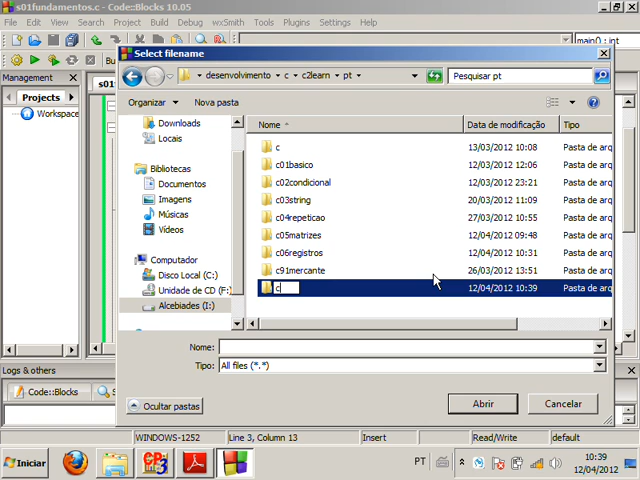 s01fundamentos.c - Code::Blocks 10.05
File Edit View Search Project Build Debug wxSmith Tools Plugins Settings Help
main() : int
Management
Projects
Workspace
s01
Select filename
desenvolvimento c c2learn pt
Pesquisar pt
Organizar Nova pasta
Downloads
Locais
Bibliotecas
Documentos
Imagens
Músicas
Vídeos
Computador
Disco Local (C:)
Unidade de CD (F:)
Alcebiades (I:)
Nome Data de modificação Tipo
c 13/03/2012 10:08 Pasta de arq
c01basico 12/03/2012 12:06 Pasta de arq
c02condicional 12/03/2012 23:21 Pasta de arq
c03string 20/03/2012 11:09 Pasta de arq
c04repeticao 27/03/2012 10:55 Pasta de arq
c05matrizes 12/04/2012 09:48 Pasta de arq
c06registros 12/04/2012 10:31 Pasta de arq
c91mercante 26/03/2012 13:51 Pasta de arq
c 12/04/2012 10:39 Pasta de arq
Nome:
Tipo: All files (*.*)
Ocultar pastas
Abrir Cancelar
Logs & others
Code::Blocks
WINDOWS-1252 Line 3, Column 13 Insert Read/Write default
Iniciar
PT
10:39
12/04/2012